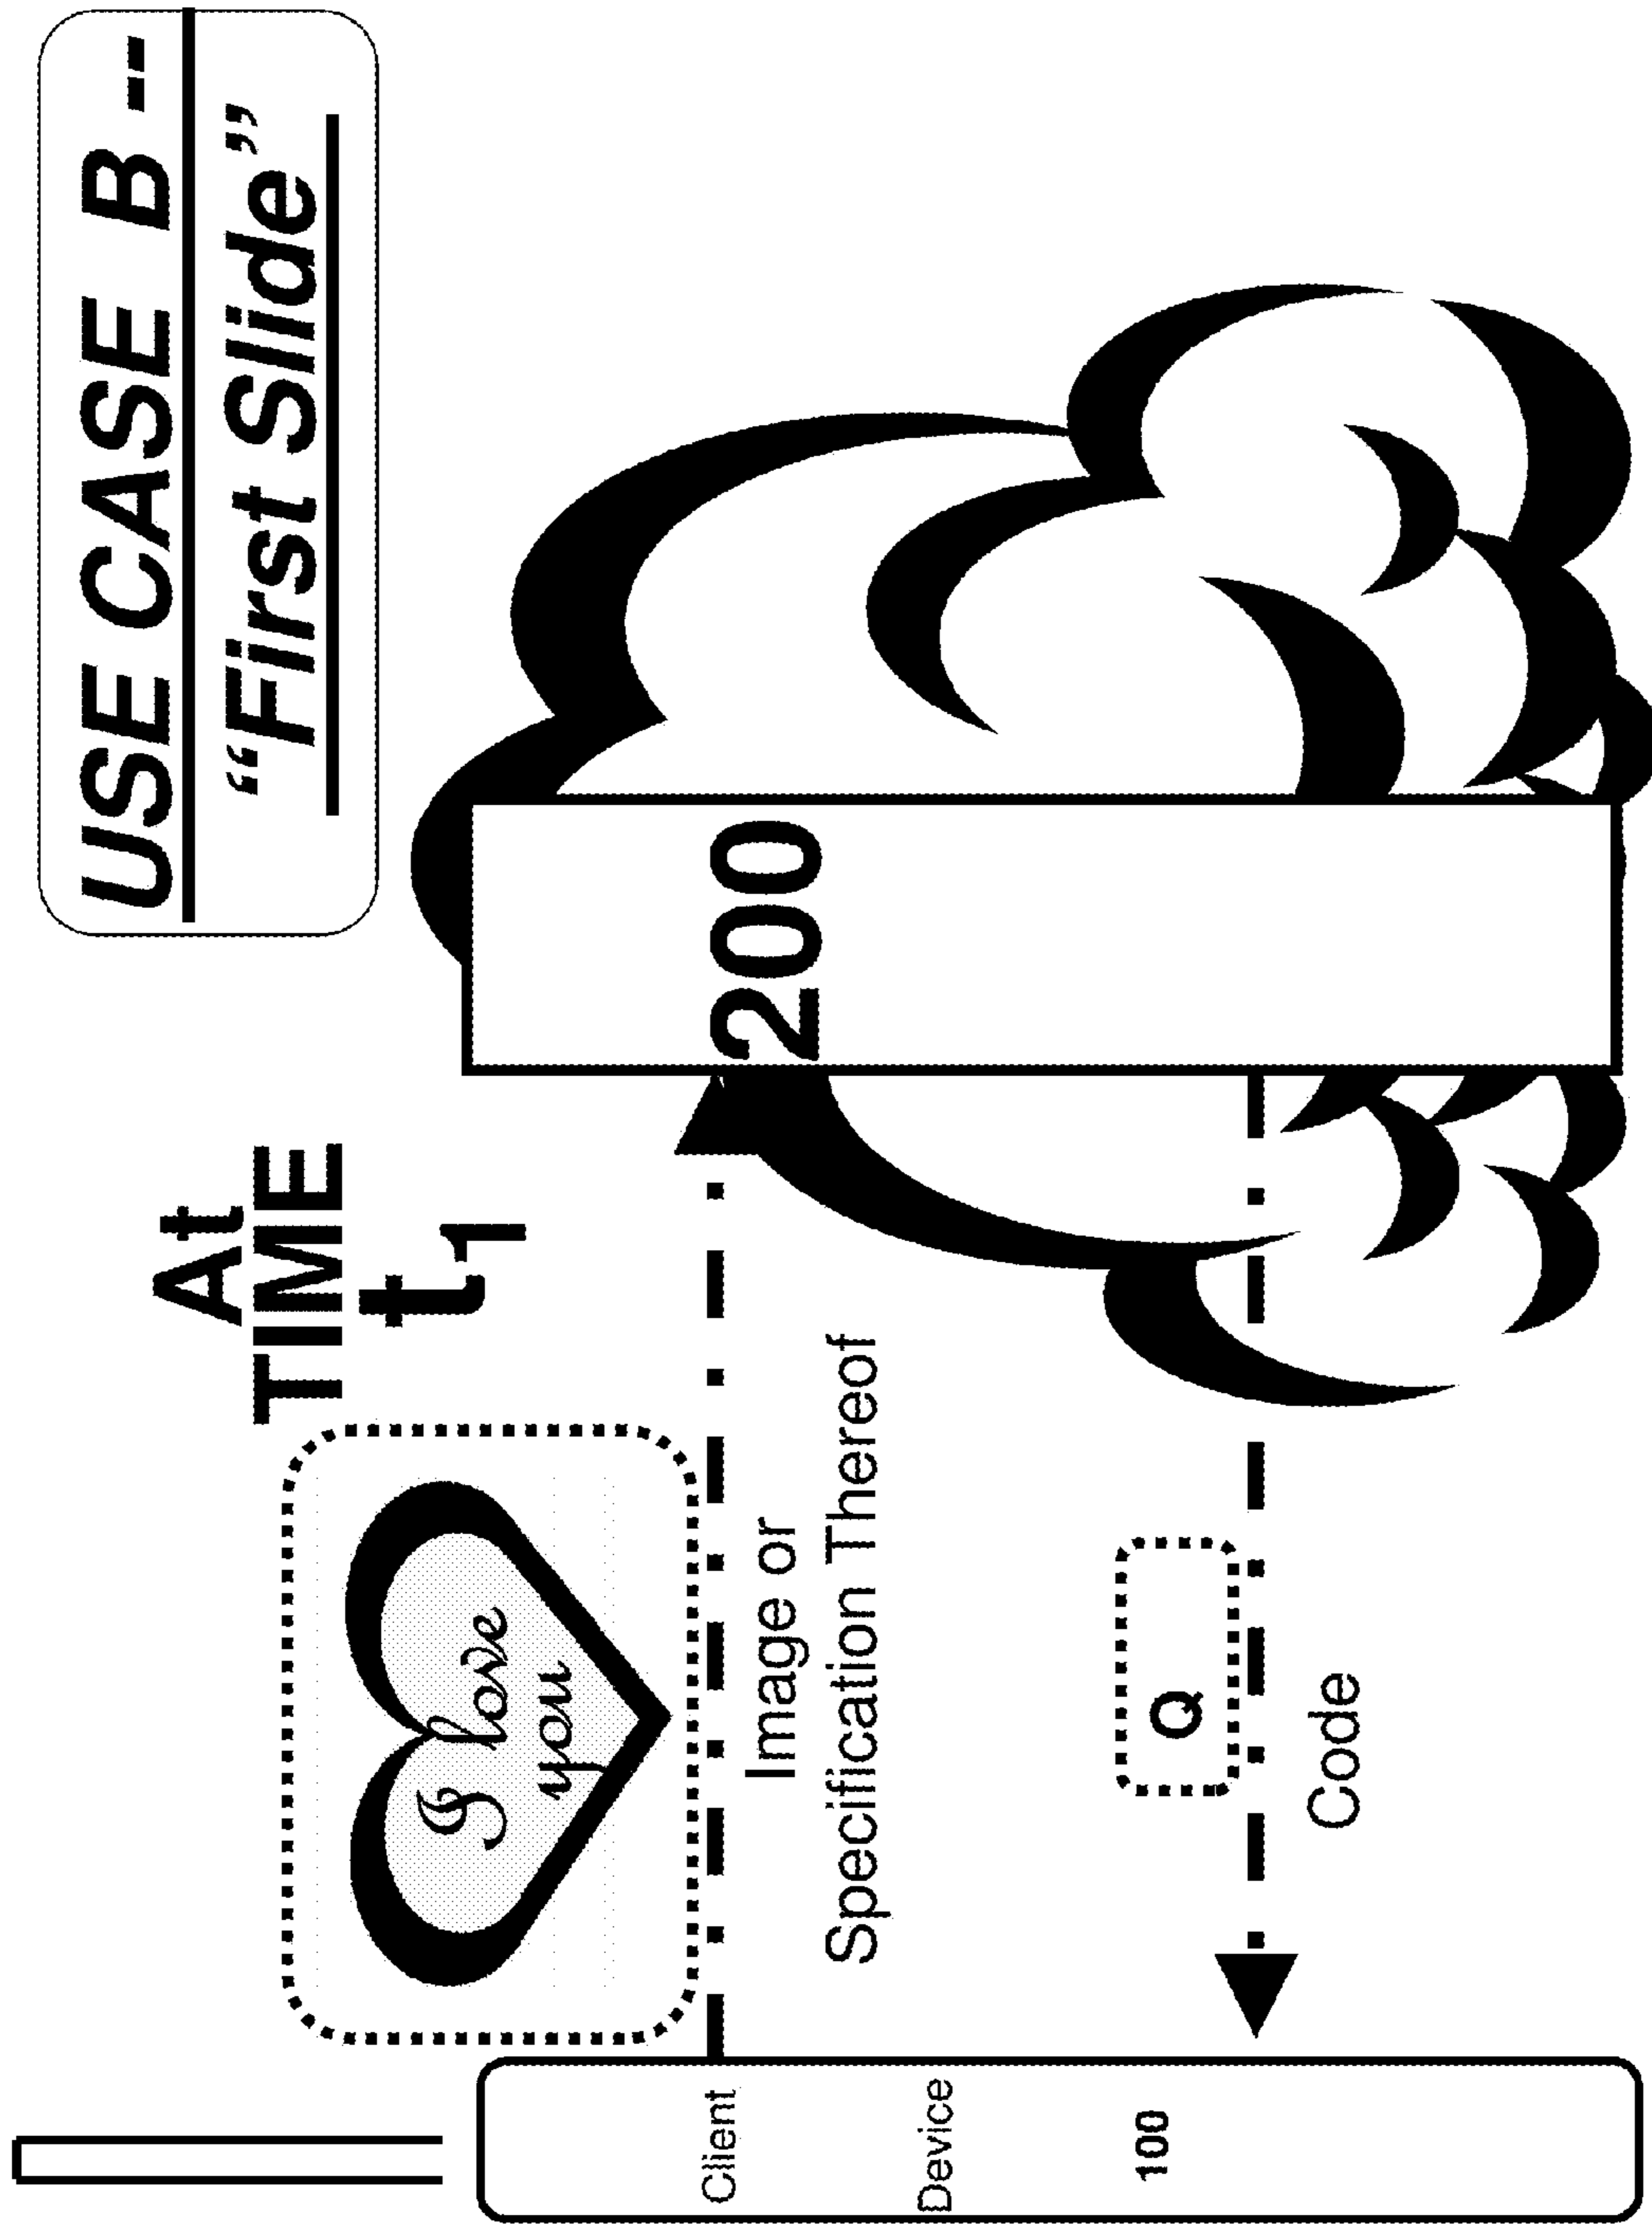 USE CASE B --
“First Slide”
At
TIME
t1
I love
you
Image or
Specification Thereof
200
Q
Code
Client
Device
100